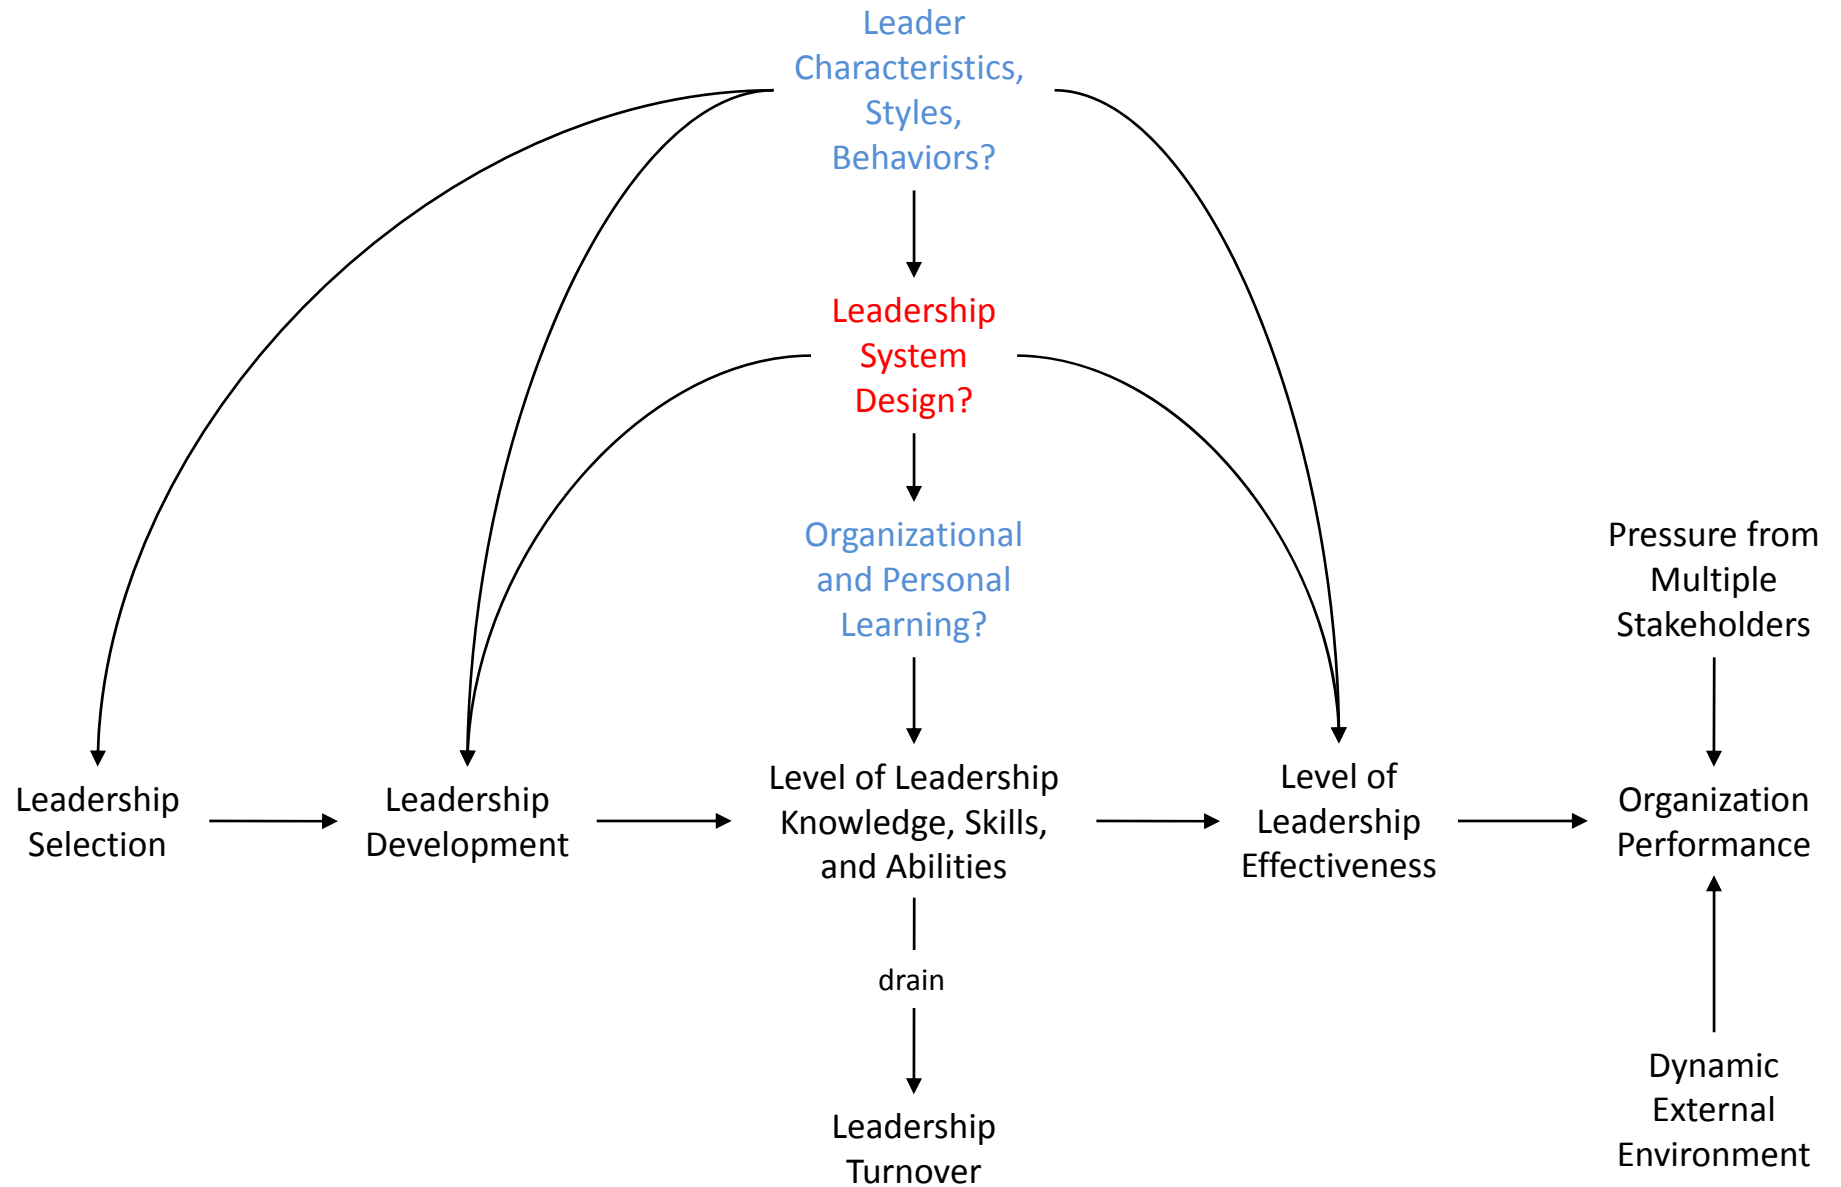 Leader
Characteristics,
Styles,
Behaviors?
Leadership
System
Design?
Organizational
and Personal
Learning?
Pressure from
Multiple
Stakeholders
Leadership
Selection
Leadership
Development
Level of Leadership
Knowledge, Skills,
and Abilities
Level of
Leadership
Effectiveness
Organization
Performance
drain
Leadership
Turnover
Dynamic
External
Environment